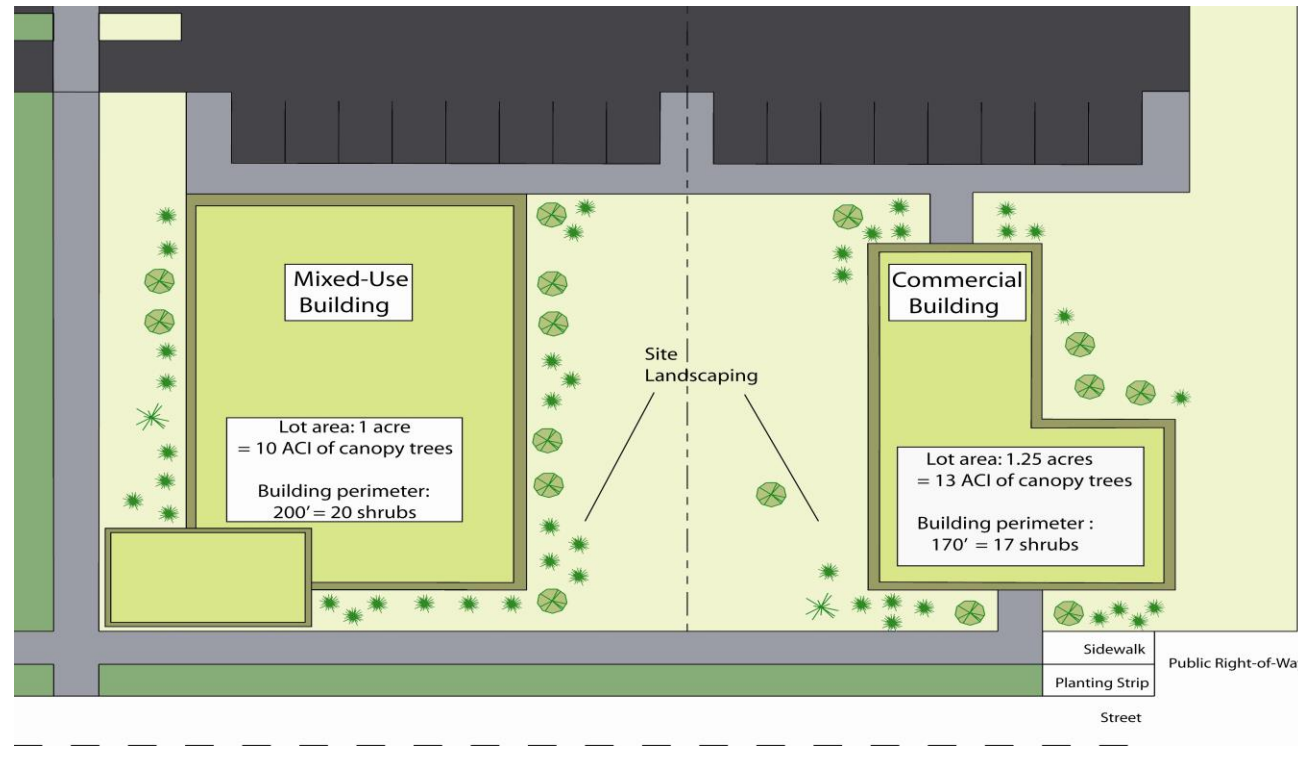 Mixed-Use
Building
Lot area: 1 acre
= 10 ACI of canopy trees
Building perimeter:
200' = 20 shrubs
Site
Landscaping
Commercial
Building
Lot area: 1.25 acres
= 13 ACI of canopy trees
Building perimeter :
170' = 17 shrubs
Sidewalk
Planting Strip
Public Right-of-Wa
Street